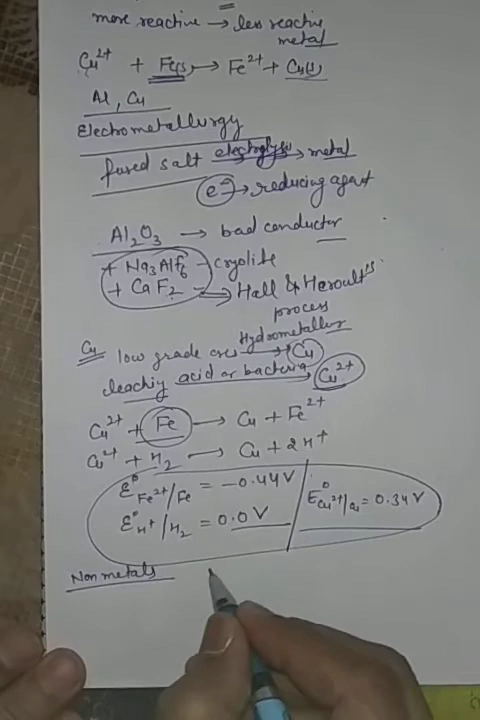 more reactive → less reactive
metal
Cu²⁺ + Fe(s) → Fe²⁺ + Cu(s)
Al, Cu
Electrometallurgy
fused salt electrolysis → metal
e⁻ → reducing agent
Al₂O₃ → bad conductor
+ Na₃AlF₆ - cryolite
+ CaF₂ ⇒ Hall & Heroult's
process
Cu low grade ores Hydrometallurgy → Cu
leaching acid or bacteria → Cu²⁺
Cu²⁺ + Fe → Cu + Fe²⁺
Cu²⁺ + H₂ → Cu + 2H⁺
E° Fe²⁺/Fe = -0.44V / E° Cu²⁺/Cu = 0.34V
E° H⁺/H₂ = 0.0V
Non metals